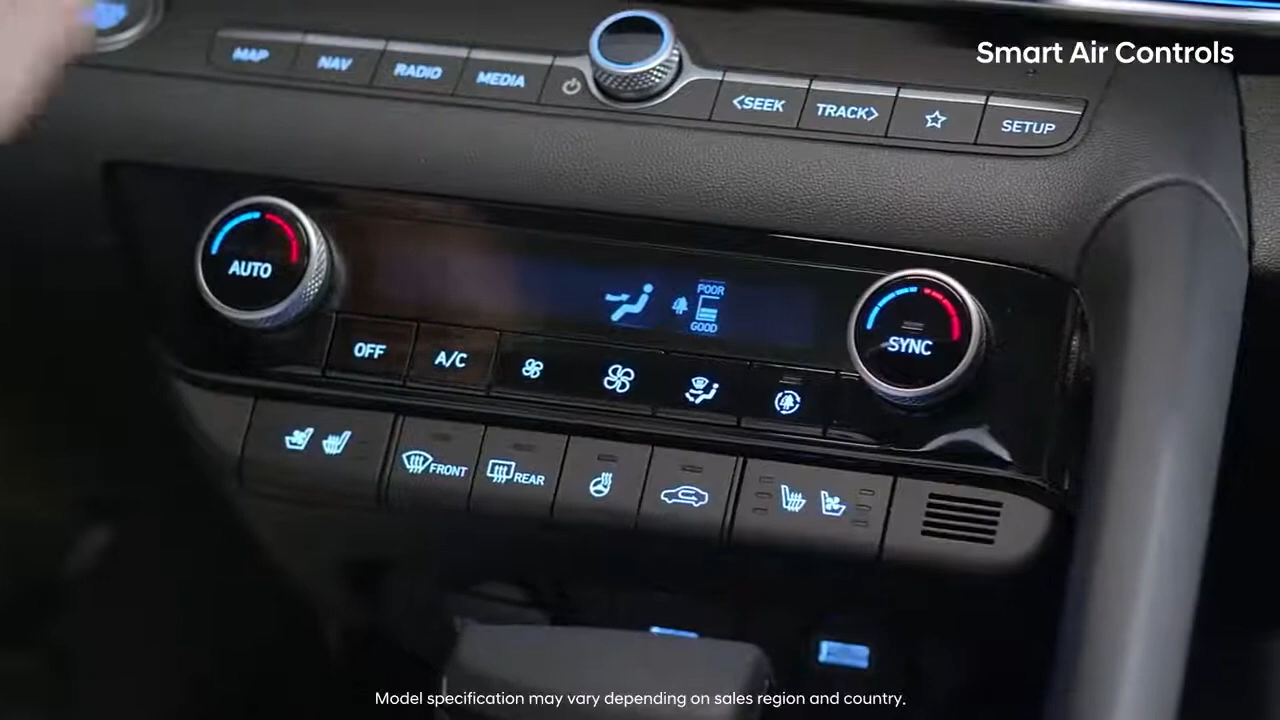 Smart Air Controls
MAP NAV RADIO MEDIA <SEEK TRACK> SETUP
AUTO
POOR
GOOD
SYNC
OFF A/C
FRONT REAR
Model specification may vary depending on sales region and country.